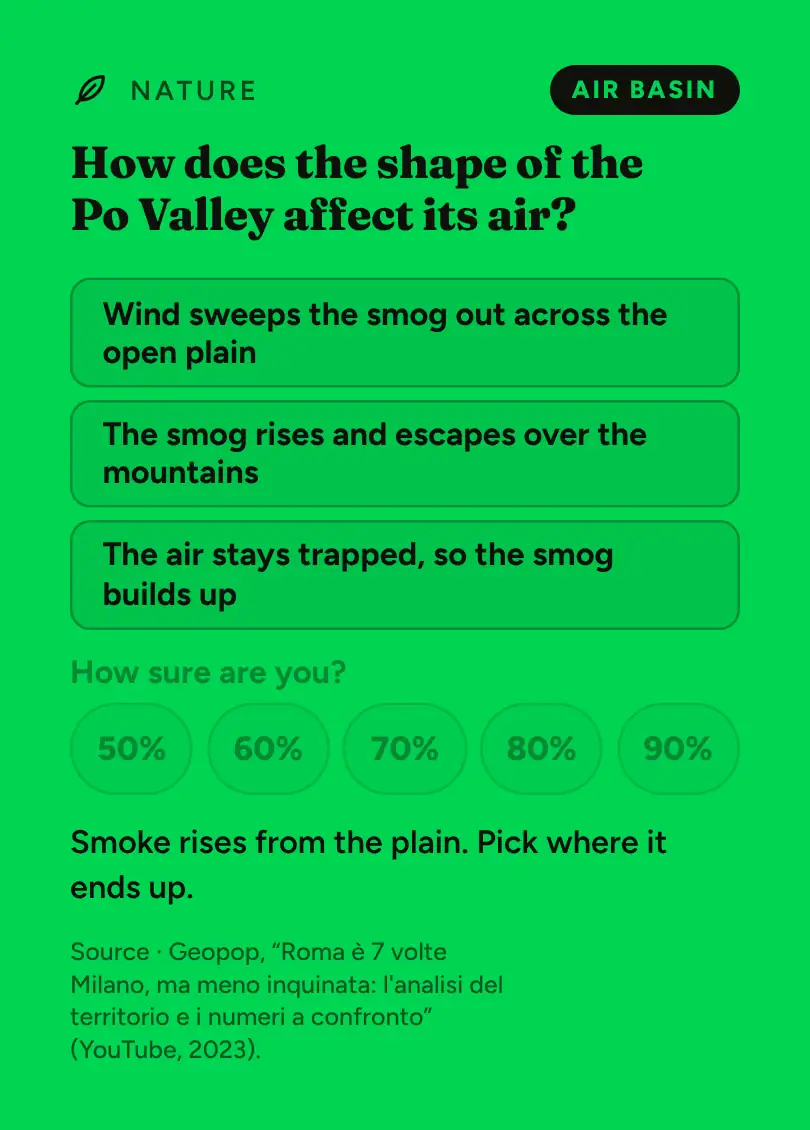 NATURE
AIR BASIN
How does the shape of the
Po Valley affect its air?
Wind sweeps the smog out across the
open plain
The smog rises and escapes over the
mountains
The air stays trapped, so the smog
builds up
How sure are you?
50%
60%
70%
80%
90%
Smoke rises from the plain. Pick where it
ends up.
Source · Geopop, “Roma è 7 volte
Milano, ma meno inquinata: l'analisi del
territorio e i numeri a confronto”
(YouTube, 2023).